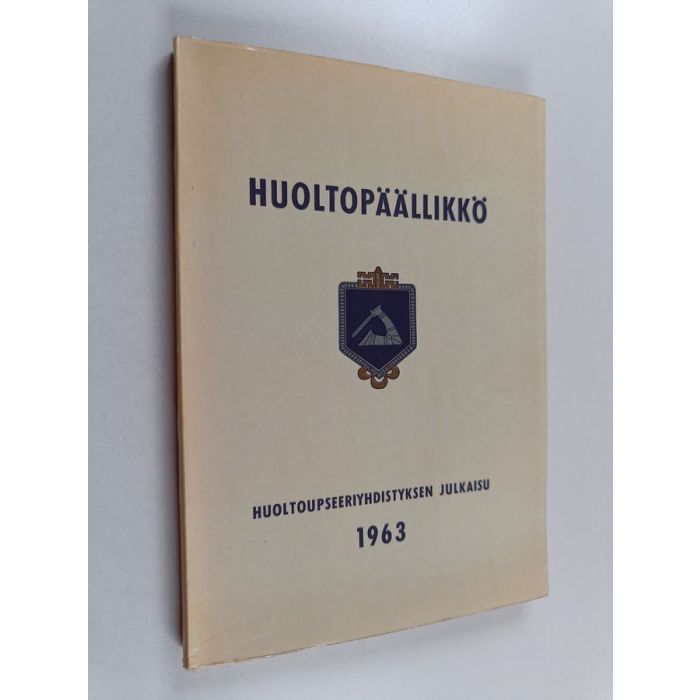 HUOLTOPÄÄLLIKKÖ
HUOLTOUPSEERIYHDISTYKSEN JULKAISU
1963